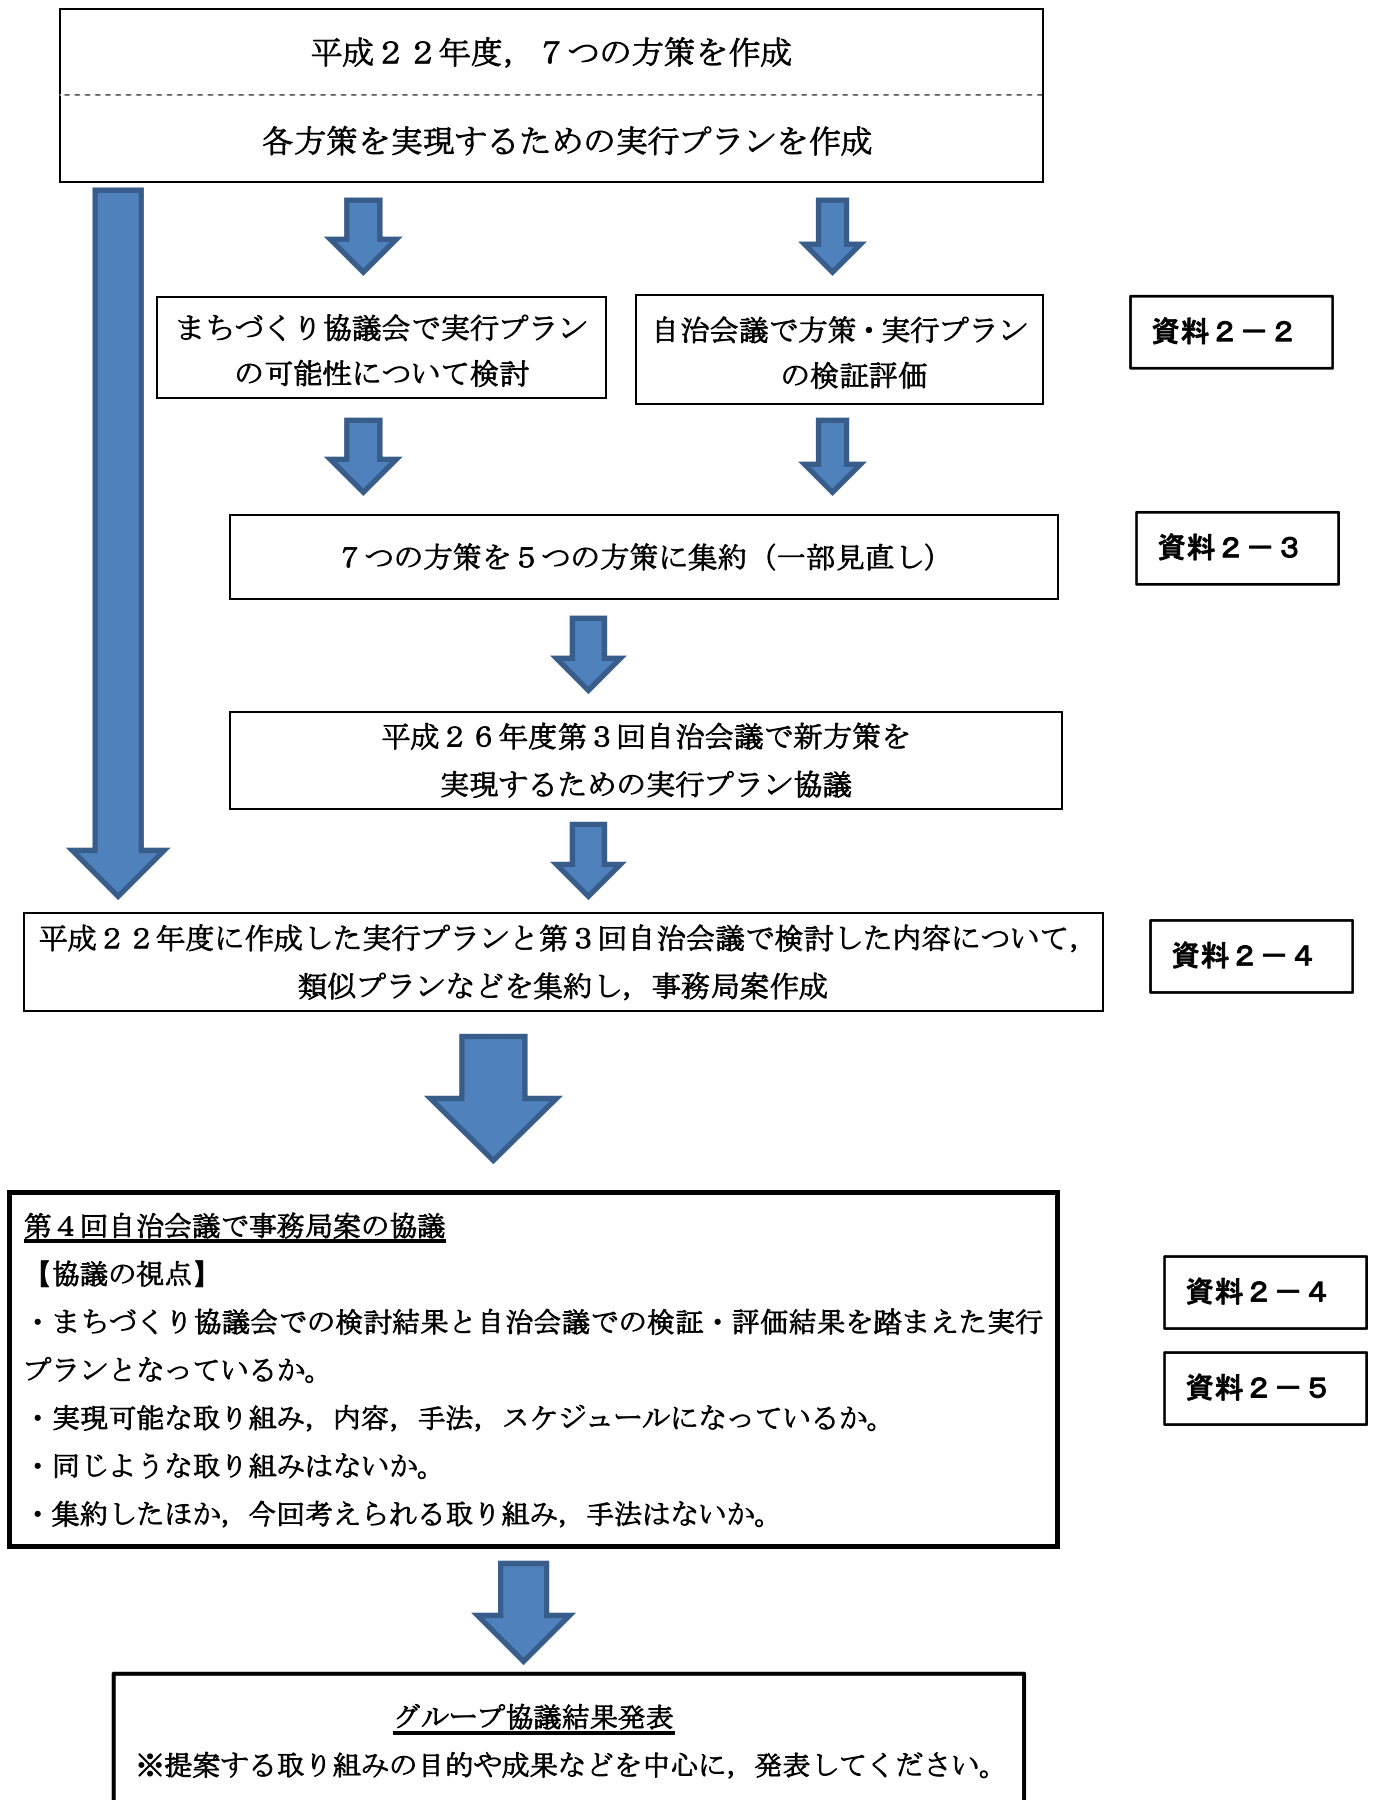 平成２２年度，７つの方策を作成
各方策を実現するための実行プランを作成
まちづくり協議会で実行プラン
の可能性について検討
自治会議で方策・実行プラン
の検証評価
資料２－２
７つの方策を５つの方策に集約（一部見直し）
資料２－３
平成２６年度第３回自治会議で新方策を
実現するための実行プラン協議
平成２２年度に作成した実行プランと第３回自治会議で検討した内容について，
類似プランなどを集約し，事務局案作成
資料２－４
第４回自治会議で事務局案の協議
【協議の視点】
・まちづくり協議会での検討結果と自治会議での検証・評価結果を踏まえた実行
プランとなっているか。
・実現可能な取り組み，内容，手法，スケジュールになっているか。
・同じような取り組みはないか。
・集約したほか，今回考えられる取り組み，手法はないか。
資料２－４
資料２－５
グループ協議結果発表
※提案する取り組みの目的や成果などを中心に，発表してください。